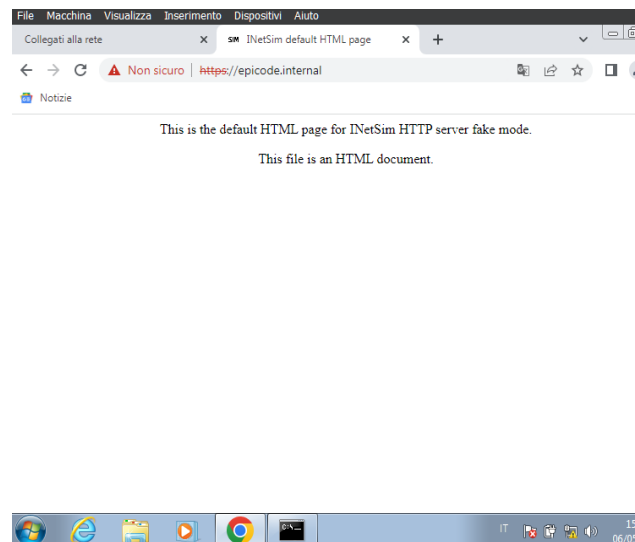 File Macchina Visualizza Inserimento Dispositivi Aiuto
Collegati alla rete
INetSim default HTML page
Non sicuro https://epicode.internal
Notizie
This is the default HTML page for INetSim HTTP server fake mode.
This file is an HTML document.
IT